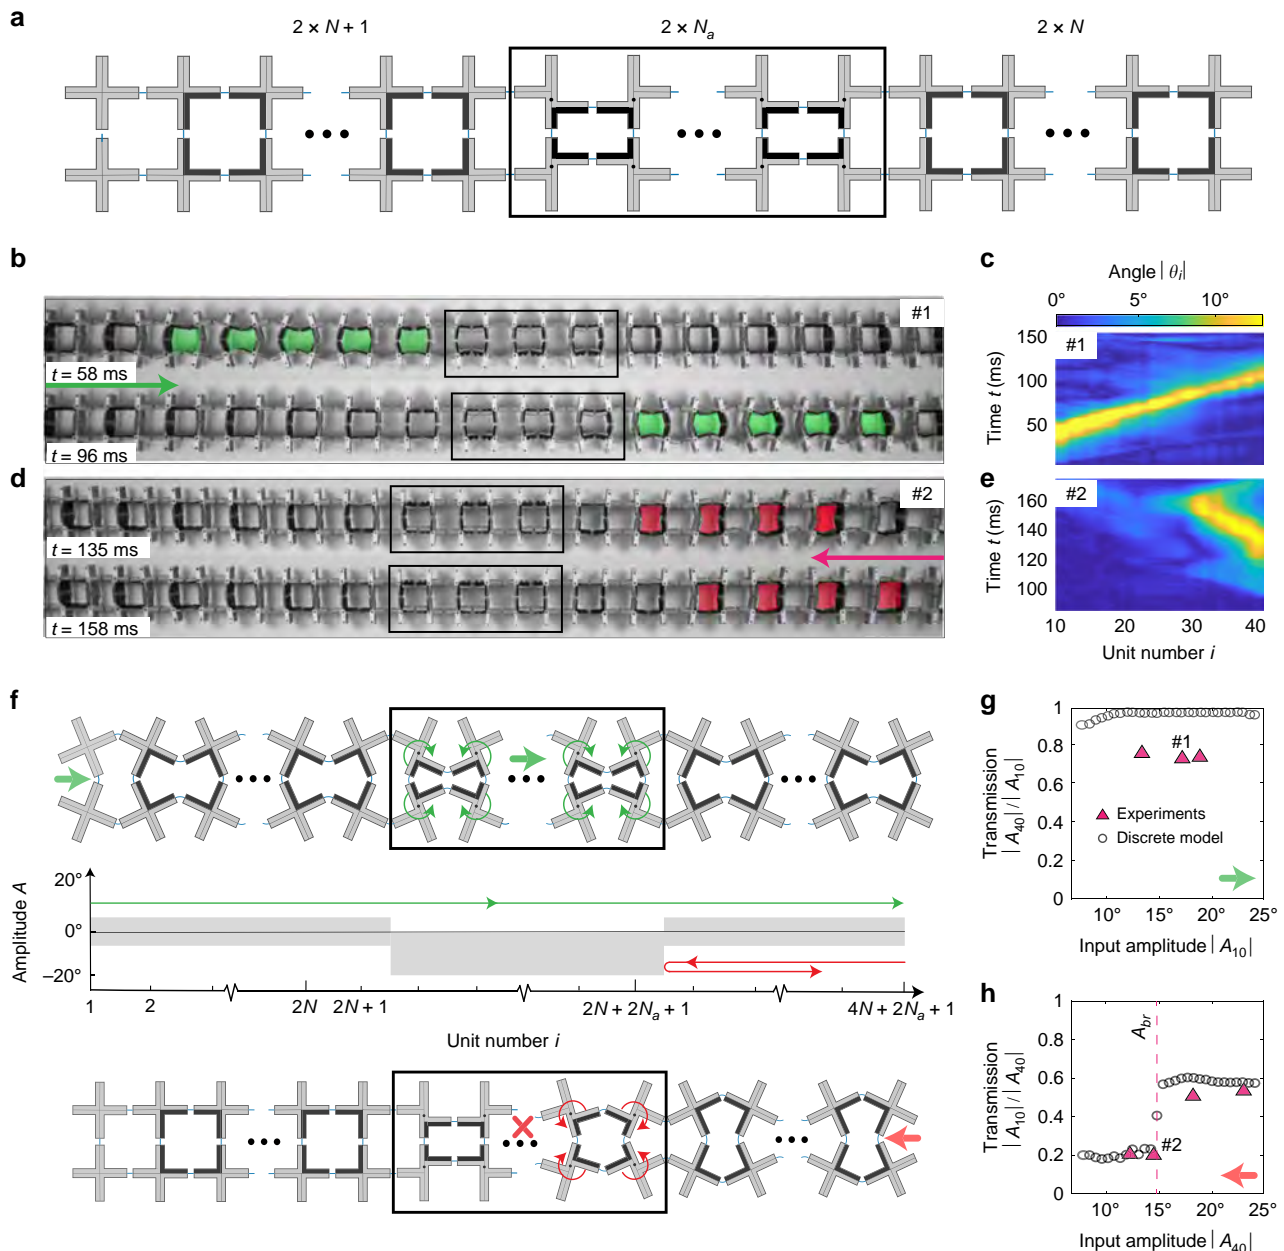 a
2 × N + 1
2 × Nₐ
2 × N
b
#1
t = 58 ms
t = 96 ms
c
Angle | θᵢ|
0°
5°
10°
#1
150
100
50
Time t (ms)
d
#2
t = 135 ms
t = 158 ms
e
#2
160
140
120
100
Time t (ms)
10
20
30
40
Unit number i
f
Amplitude A
20°
0°
–20°
1
2
2N
2N + 1
2N + 2Nₐ + 1
4N + 2Nₐ + 1
Unit number i
g
Transmission
| A₄₀| / | A₁₀|
1
0.8
0.6
0.4
0.2
0
#1
Experiments
Discrete model
10°
15°
20°
25°
Input amplitude | A₁₀|
h
Transmission
| A₁₀| / | A₄₀|
1
0.8
0.6
0.4
0.2
0
A_br
#2
10°
15°
20°
25°
Input amplitude | A₄₀|